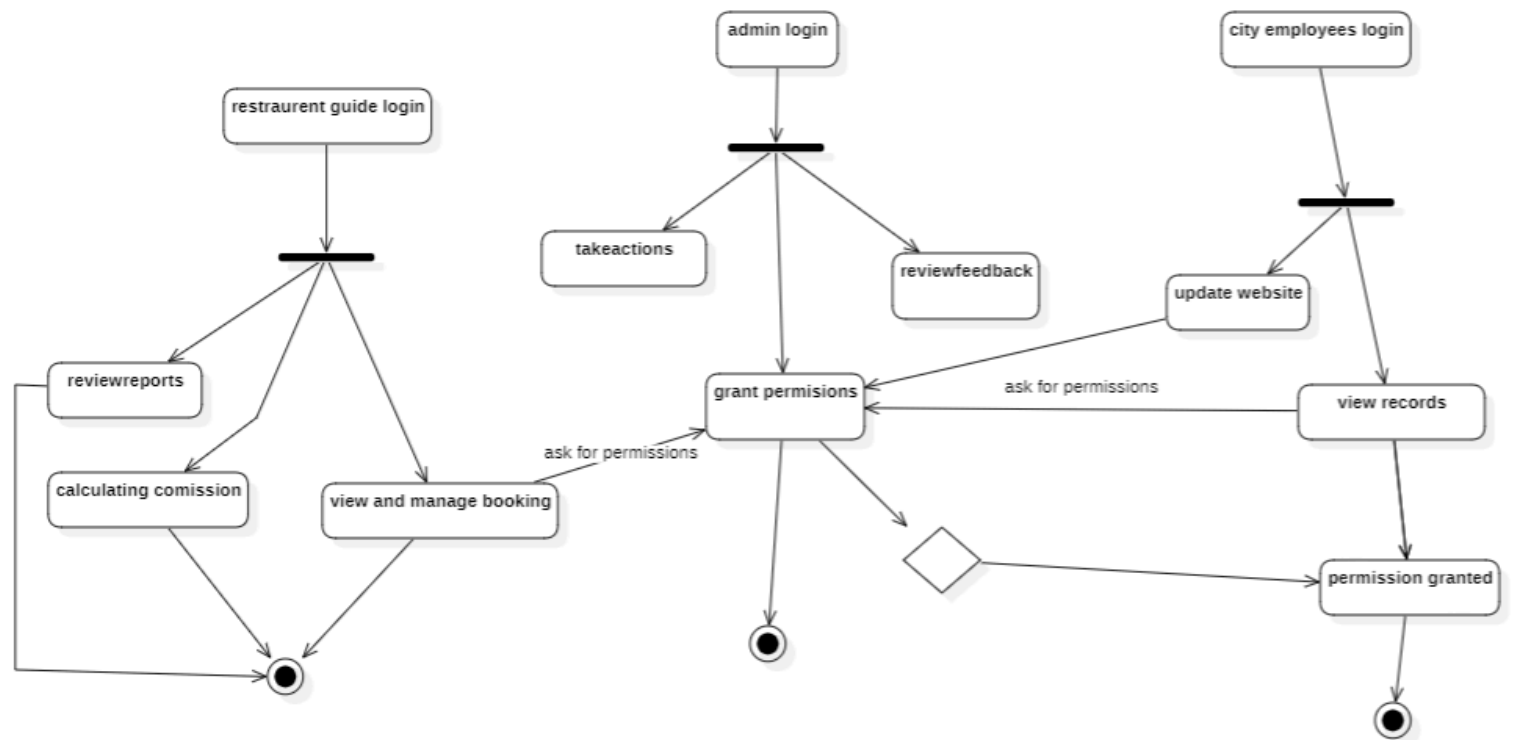 admin login
city employees login
restraurent guide login
takeactions
reviewfeedback
update website
reviewreports
grant permisions
ask for permissions
view records
ask for permissions
calculating comission
view and manage booking
permission granted